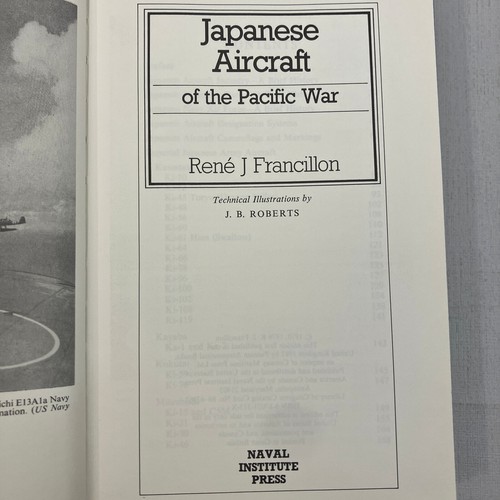 Japanese
Aircraft
of the Pacific War
René J Francillon
Technical Illustrations by
J. B. ROBERTS
NAVAL
INSTITUTE
PRESS
ichi E13A1a Navy
nation. (US Navy